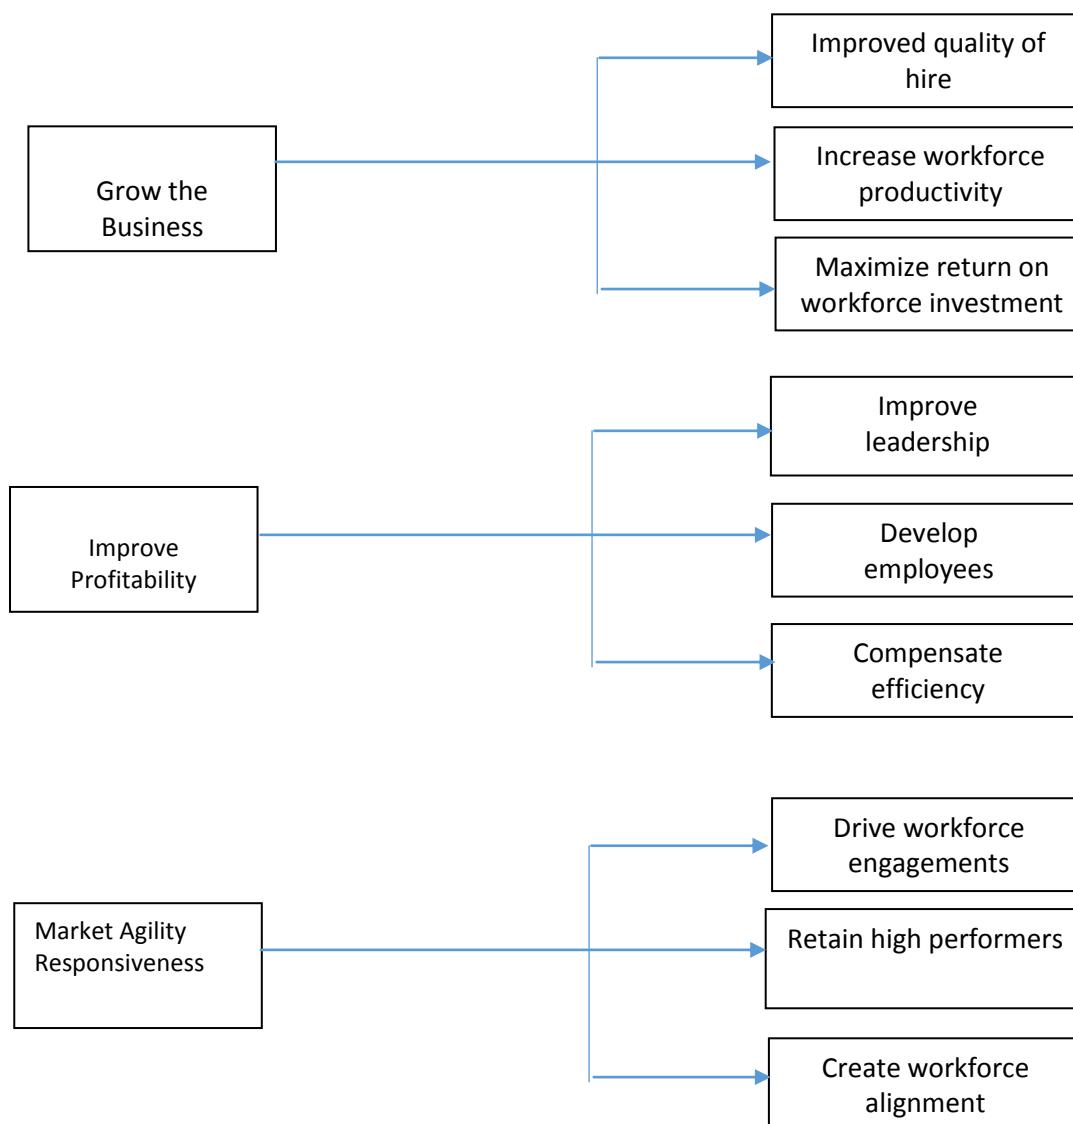 Improved quality of
hire
Grow the
Business
Increase workforce
productivity
Maximize return on
workforce investment
Improve
leadership
Improve
Profitability
Develop
employees
Compensate
efficiency
Drive workforce
engagements
Market Agility
Responsiveness
Retain high performers
Create workforce
alignment